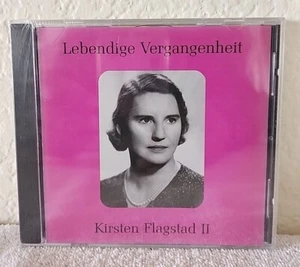 Lebendige Vergangenheit
Kirsten Flagstad II